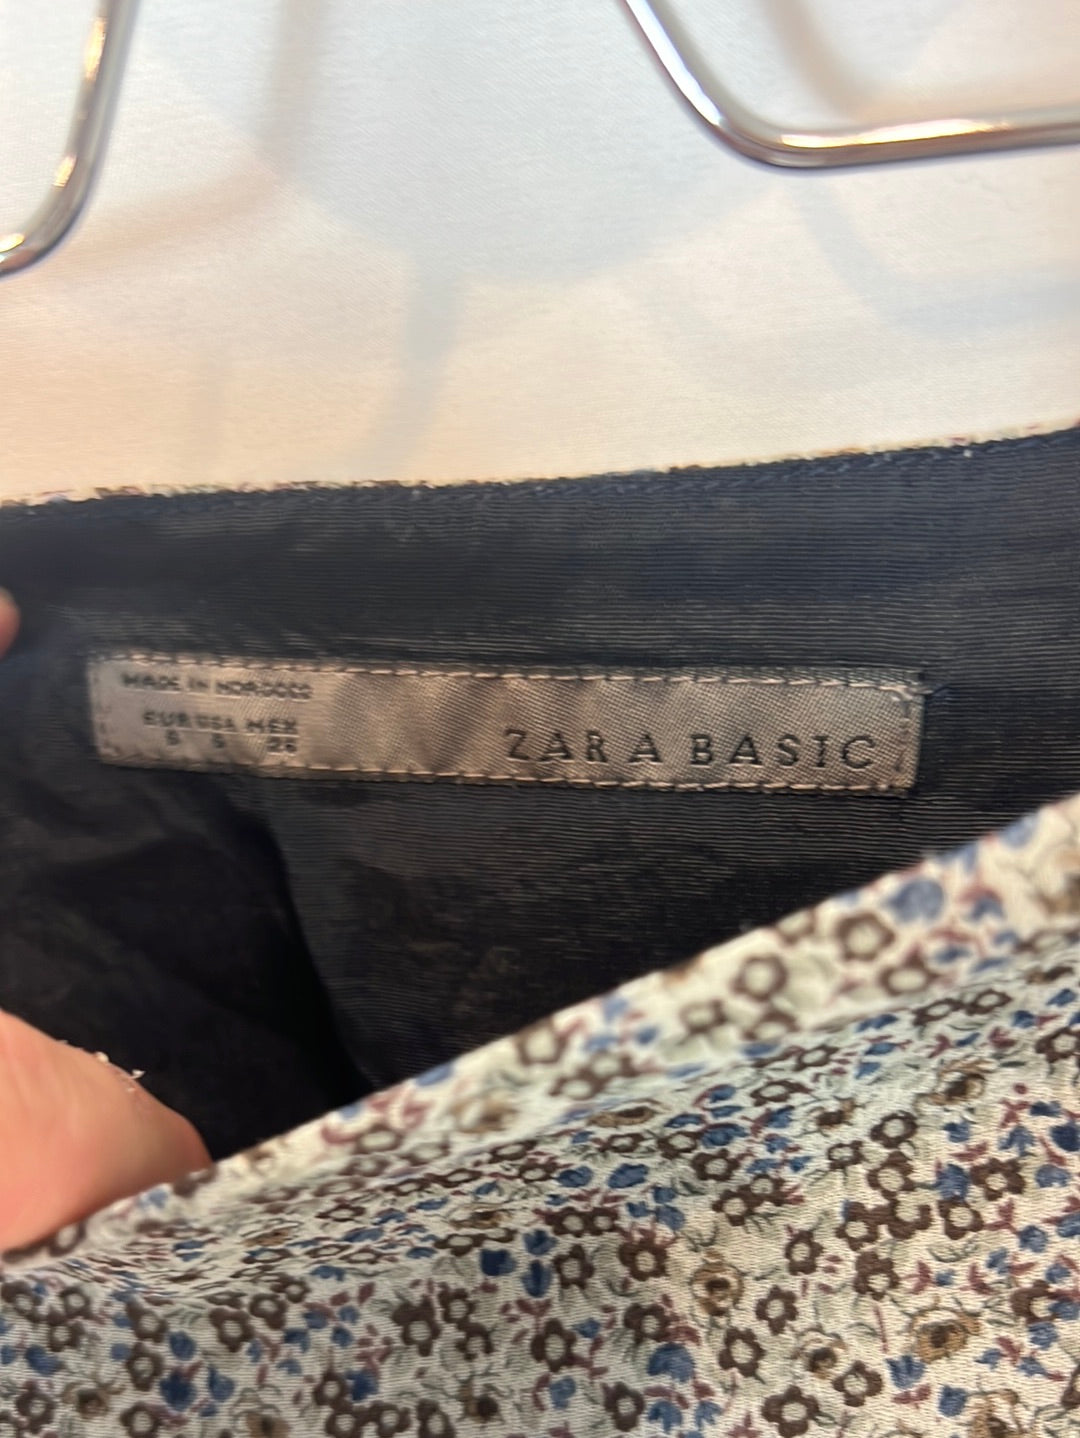 MADE IN MOROCCO
EUR USA MEX
S S 26
ZARA BASIC